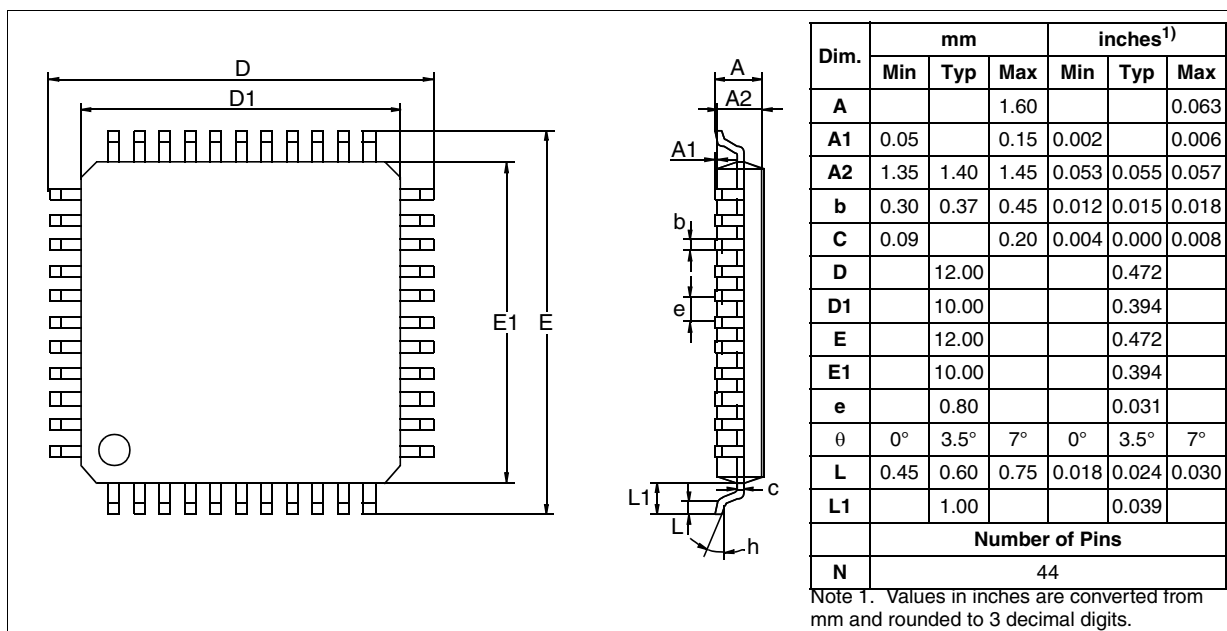 D
D1
E1
E
A
A2
A1
b
e
L1
L
c
h
Dim. mm inches1)
Min Typ Max Min Typ Max
A 1.60 0.063
A1 0.05 0.15 0.002 0.006
A2 1.35 1.40 1.45 0.053 0.055 0.057
b 0.30 0.37 0.45 0.012 0.015 0.018
C 0.09 0.20 0.004 0.000 0.008
D 12.00 0.472
D1 10.00 0.394
E 12.00 0.472
E1 10.00 0.394
e 0.80 0.031
θ 0° 3.5° 7° 0° 3.5° 7°
L 0.45 0.60 0.75 0.018 0.024 0.030
L1 1.00 0.039
Number of Pins
N 44
Note 1. Values in inches are converted from
mm and rounded to 3 decimal digits.